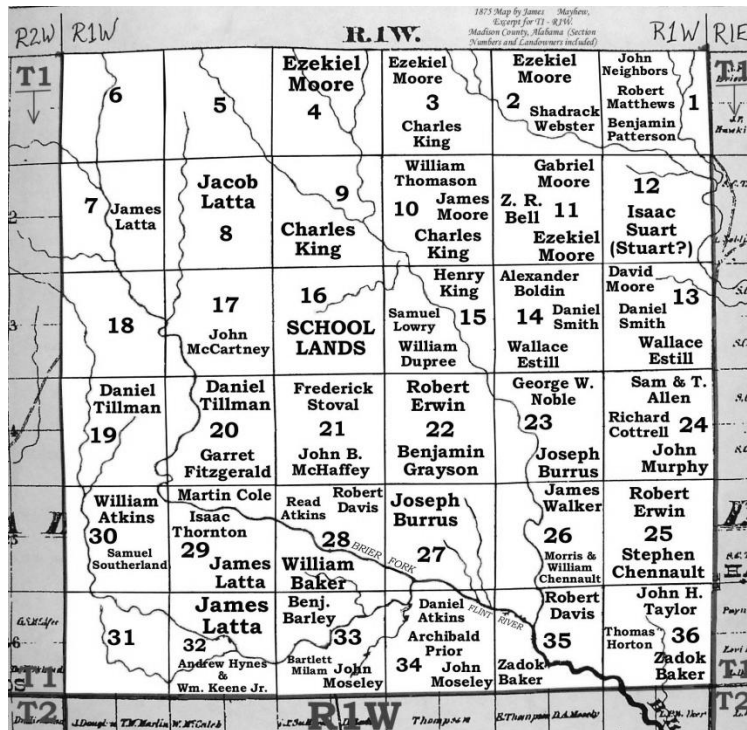 1875 Map by James Mayhew,
Excerpt for T1 - R1W.
Madison County, Alabama (Section
Numbers and Landowners included)
R2W R1W R.1W. R1W R1E
T1
T1
6
5
Ezekiel
Moore
4
Ezekiel
Moore
3
Charles
King
Ezekiel
Moore
2
Shadrack
Webster
John
Neighbors
Robert
Matthews
1
Benjamin
Patterson
7
James
Latta
Jacob
Latta
8
9
Charles
King
William
Thomason
10
James
Moore
Charles
King
Gabriel
Moore
Z. R.
Bell
11
Ezekiel
Moore
12
Isaac
Suart
(Stuart?)
18
17
John
McCartney
16
SCHOOL
LANDS
Henry
King
Samuel
Lowry
15
William
Dupree
Alexander
Boldin
14
Daniel
Smith
Wallace
Estill
David
Moore
13
Daniel
Smith
Wallace
Estill
Daniel
Tillman
19
Daniel
Tillman
20
Garret
Fitzgerald
Frederick
Stoval
21
John B.
McHaffey
Robert
Erwin
22
Benjamin
Grayson
George W.
Noble
23
Joseph
Burrus
Sam & T.
Allen
Richard
Cottrell
24
John
Murphy
William
Atkins
30
Samuel
Southerland
Martin Cole
Isaac
Thornton
29
James
Latta
Read
Atkins
Robert
Davis
28
BRIER FORK
William
Baker
Joseph
Burrus
27
James
Walker
26
Morris &
William
Chennault
Robert
Erwin
25
Stephen
Chennault
31
James
Latta
32
Andrew Hynes
&
Wm. Keene Jr.
Benj.
Barley
33
Bartlett
Milam
John
Moseley
FLINT RIVER
Daniel
Atkins
Archibald
Prior
34
John
Moseley
Robert
Davis
35
Zadok
Baker
John H.
Taylor
Thomas
Horton
36
Zadok
Baker
T1
T1
T2
R1W
T2
Thompson